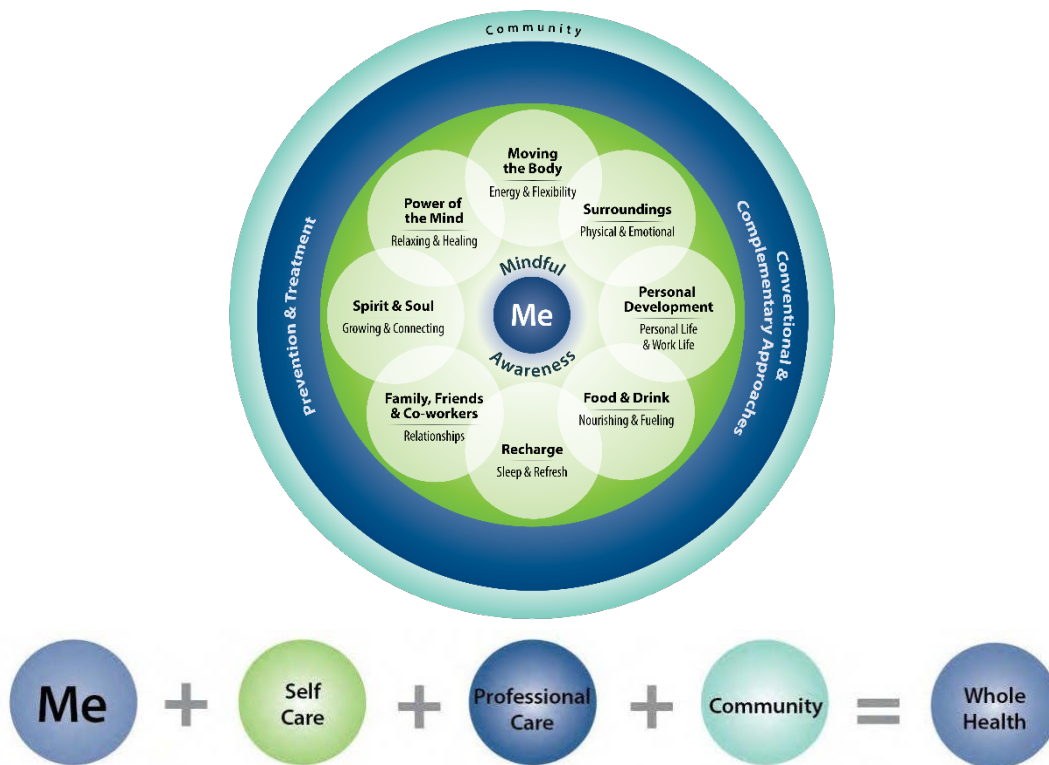 Community
Prevention & Treatment
Conventional &
Complementary Approaches
Moving
the Body
Energy & Flexibility
Surroundings
Physical & Emotional
Personal
Development
Personal Life
& Work Life
Food & Drink
Nourishing & Fueling
Recharge
Sleep & Refresh
Family, Friends
& Co-workers
Relationships
Spirit & Soul
Growing & Connecting
Power of
the Mind
Relaxing & Healing
Mindful
Me
Awareness
Me
+
Self
Care
+
Professional
Care
+
Community
=
Whole
Health